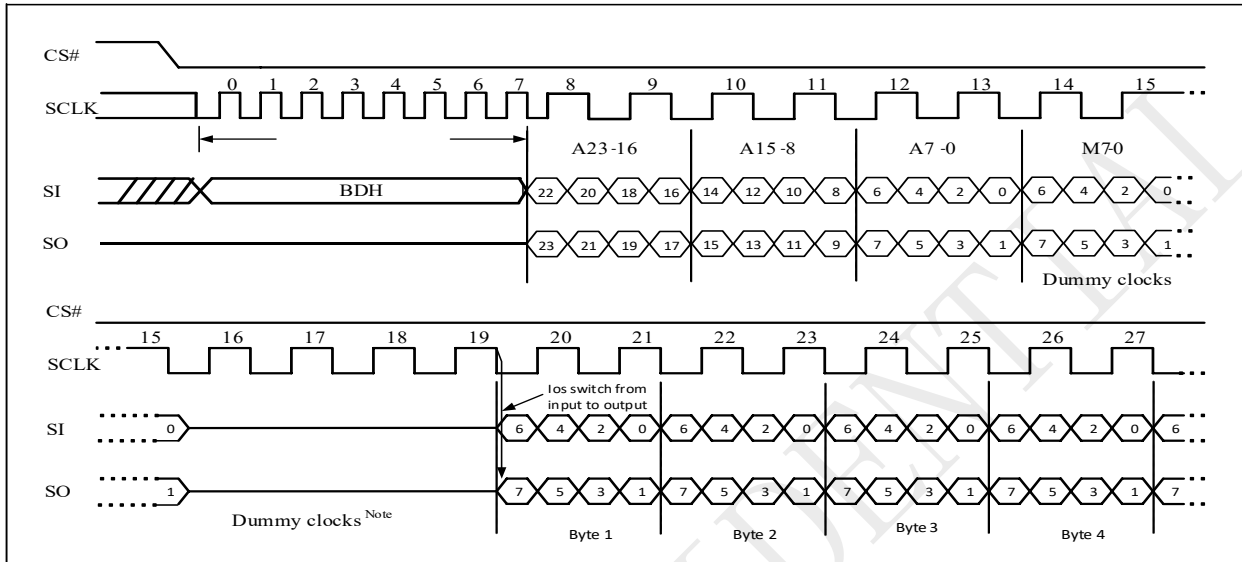 CS#
0 1 2 3 4 5 6 7 8 9 10 11 12 13 14 15
SCLK
A23-16 A15-8 A7-0 M7-0
SI BDH 22 20 18 16 14 12 10 8 6 4 2 0 6 4 2 0
SO 23 21 19 17 15 13 11 9 7 5 3 1 7 5 3 1
Dummy clocks
CS#
15 16 17 18 19 20 21 22 23 24 25 26 27
SCLK
Ios switch from
input to output
SI 0 6 4 2 0 6 4 2 0 6 4 2 0 6 4 2 0 6
SO 1 7 5 3 1 7 5 3 1 7 5 3 1 7 5 3 1 7
Dummy clocks Note
Byte 1 Byte 2 Byte 3 Byte 4
DENTIAL